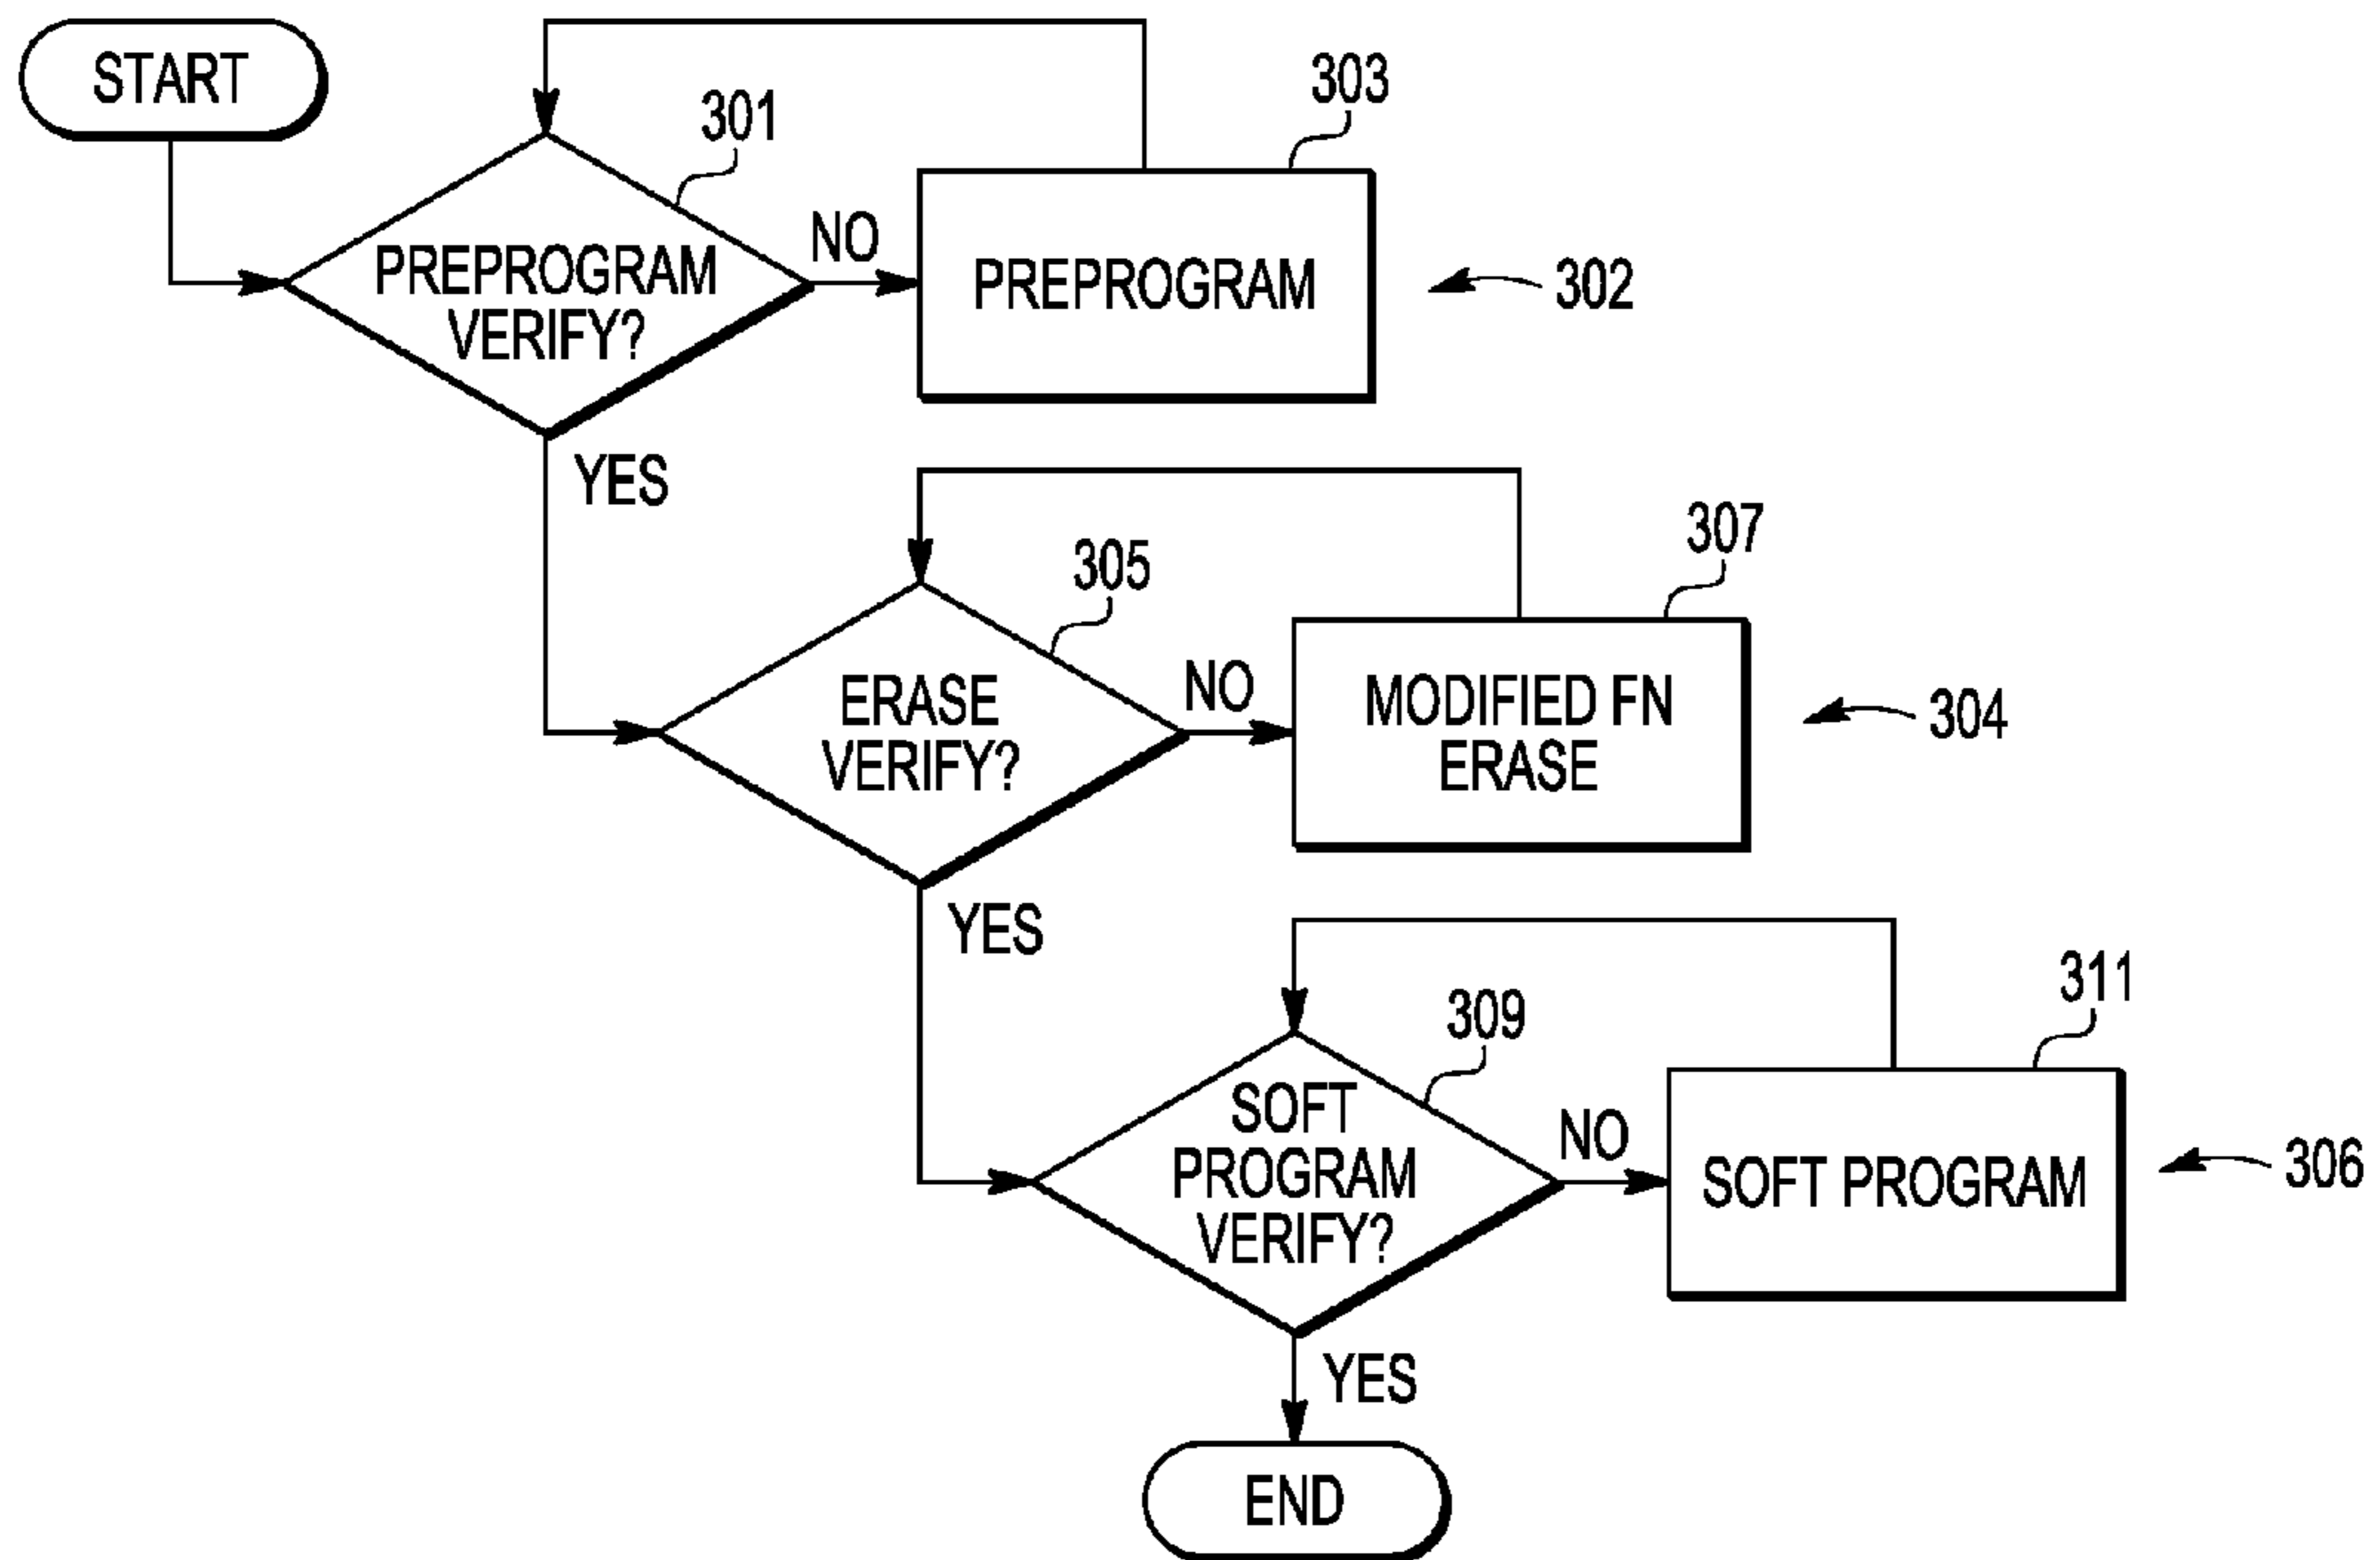 START
301
303
PREPROGRAM
VERIFY?
NO
PREPROGRAM
302
YES
305
307
ERASE
VERIFY?
NO
MODIFIED FN
ERASE
304
YES
309
311
SOFT
PROGRAM
VERIFY?
NO
SOFT PROGRAM
306
YES
END